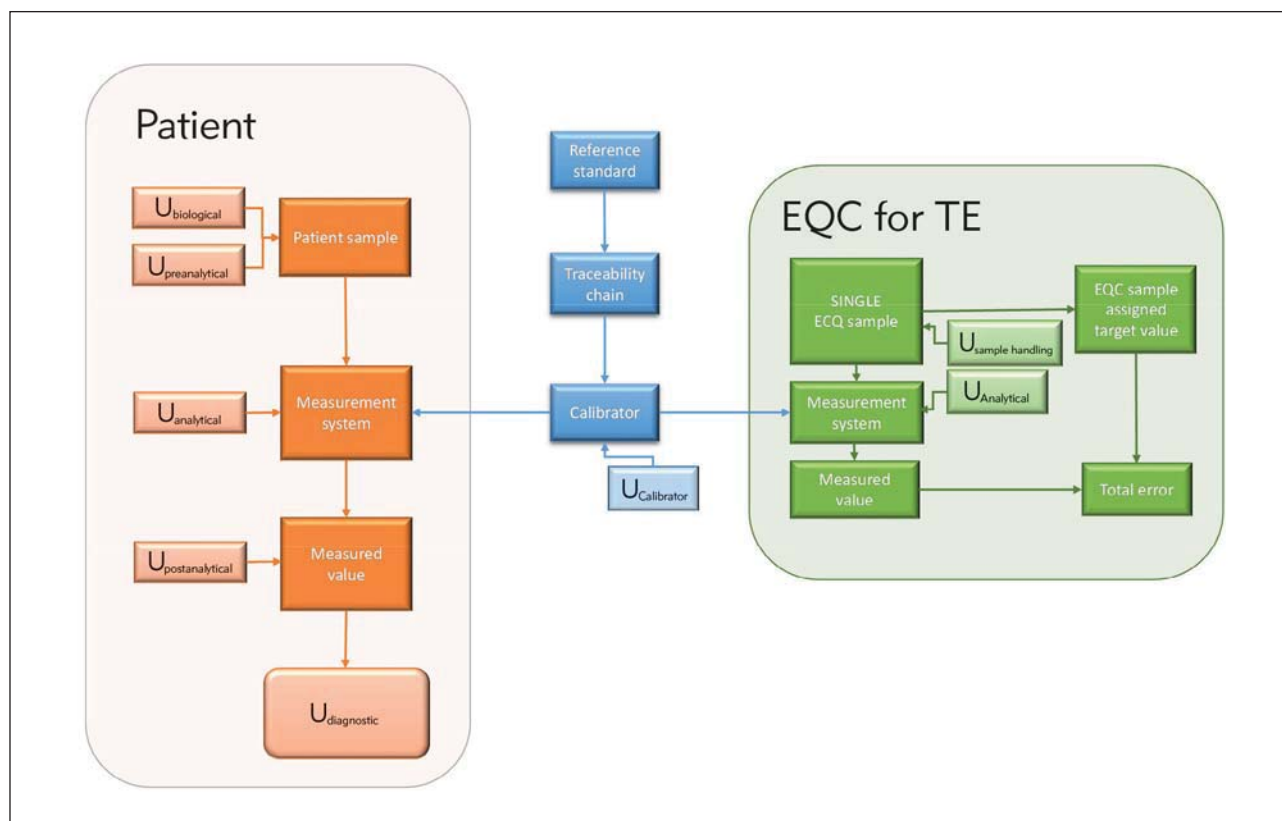 Patient
Ubiological
Upreanalytical
Patient sample
Uanalytical
Measurement
system
Upostanalytical
Measured
value
Udiagnostic
Reference
standard
Traceability
chain
Calibrator
UCalibrator
EQC for TE
SINGLE
ECQ sample
EQC sample
assigned
target value
Usample handling
UAnalytical
Measurement
system
Measured
value
Total error